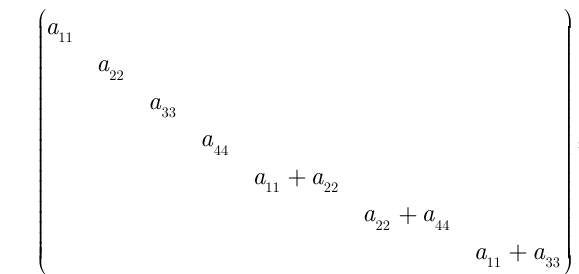 a₁₁
a₂₂
a₃₃
a₄₄
a₁₁ + a₂₂
a₂₂ + a₄₄
a₁₁ + a₃₃